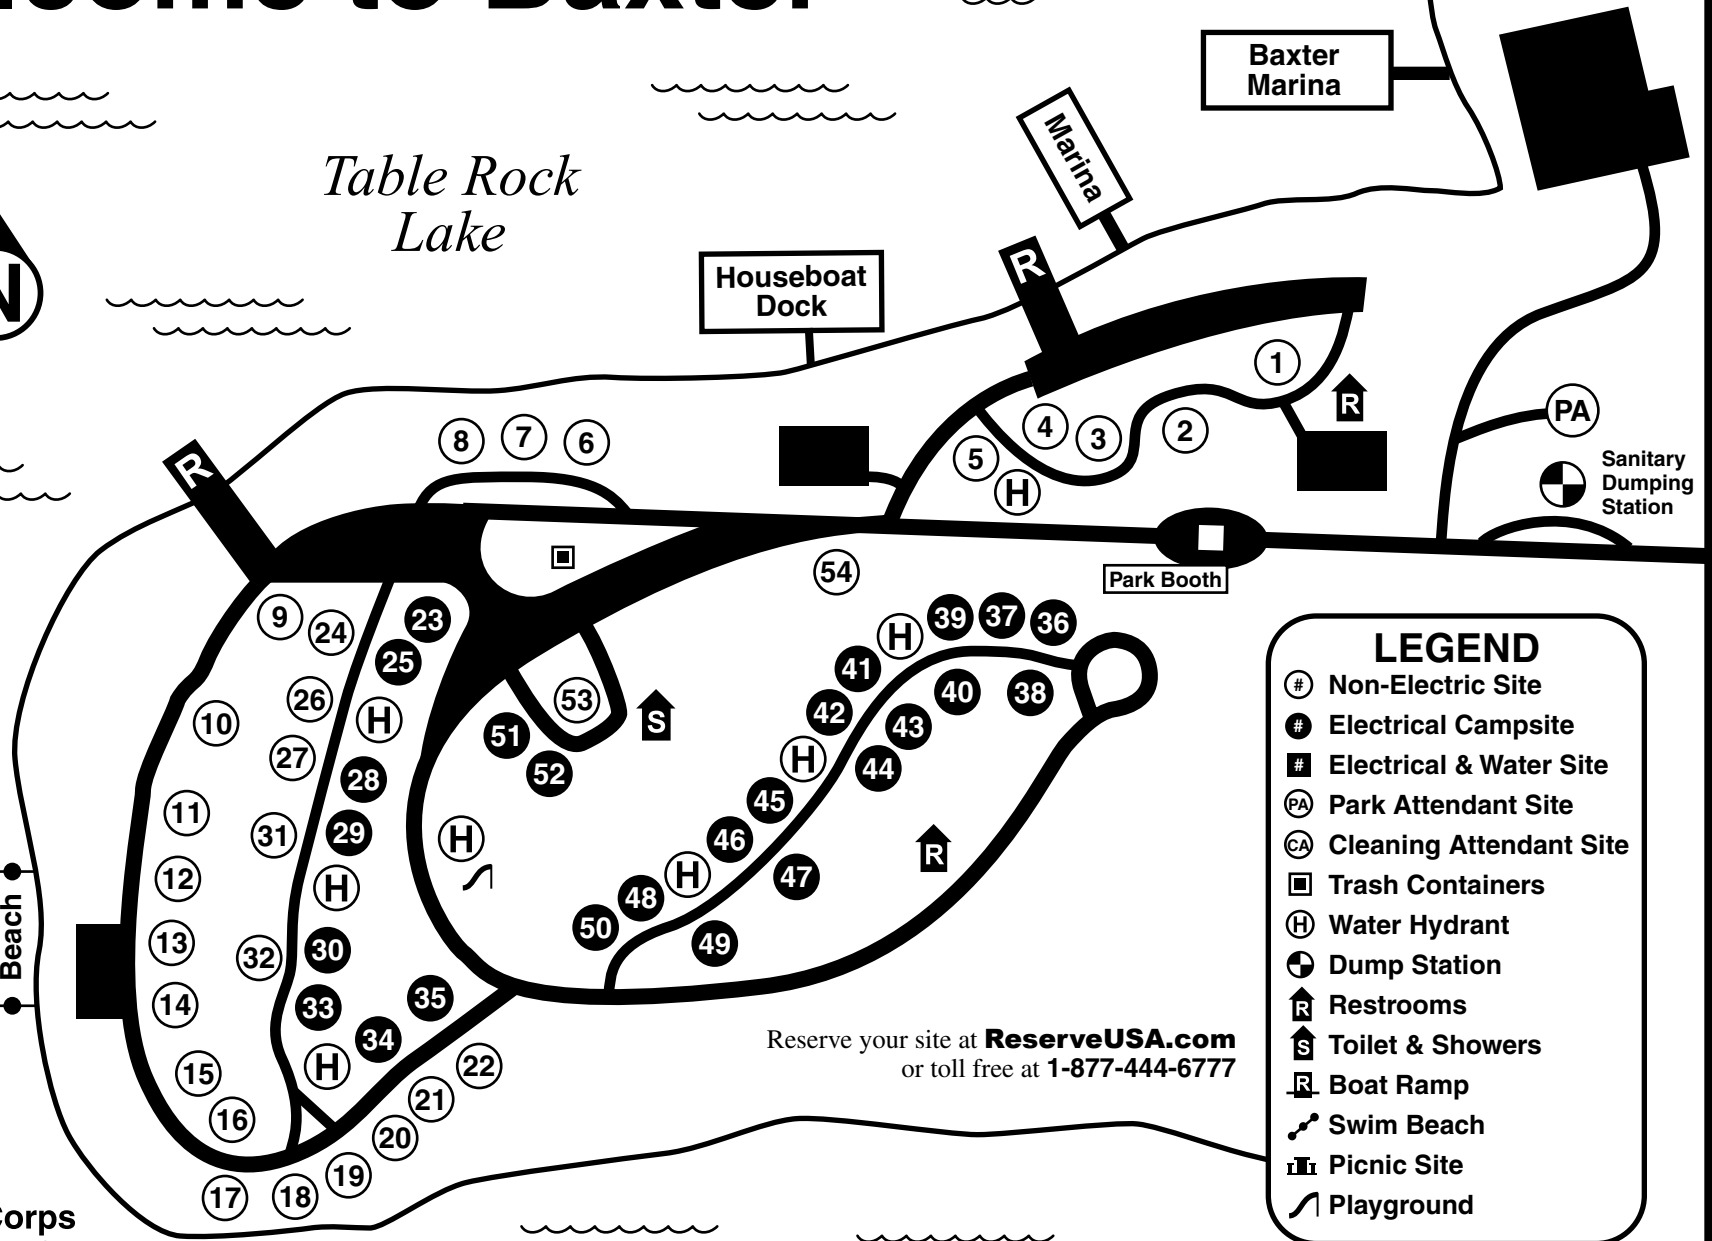 Welcome to Baxter
Baxter
Marina
Marina
Table Rock
Lake
N
R
Houseboat
Dock
1
R
PA
8
7
6
4
3
2
5
H
Sanitary
Dumping
Station
R
54
Park Booth
9
24
23
25
26
10
H
27
28
11
31
29
12
H
13
32
30
14
33
35
34
15
H
16
22
21
20
19
18
17
Beach
53
S
51
52
H
H
39
37
36
41
40
38
42
43
H
44
45
46
R
H
47
48
50
49
Reserve your site at ReserveUSA.com
or toll free at 1-877-444-6777
LEGEND
# Non-Electric Site
# Electrical Campsite
# Electrical & Water Site
PA Park Attendant Site
CA Cleaning Attendant Site
Trash Containers
H Water Hydrant
Dump Station
R Restrooms
S Toilet & Showers
R Boat Ramp
Swim Beach
Picnic Site
Playground
Corps